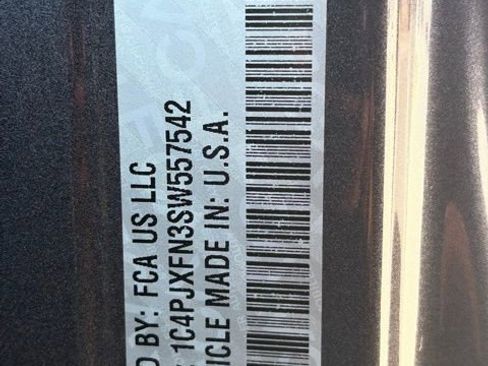 D BY: FCA US LLC
: 1C4PJXFN3SW557542
ICLE MADE IN: U.S.A.